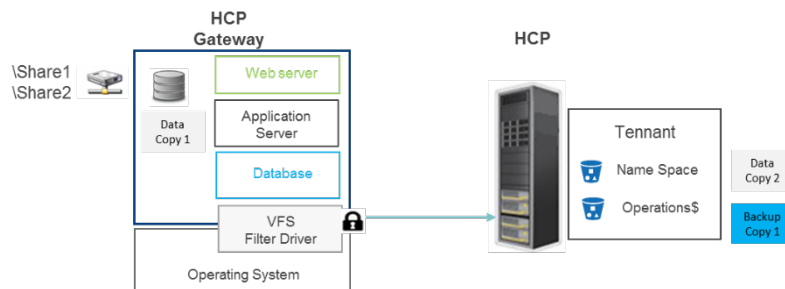 HCP
Gateway
HCP
\Share1
\Share2
Web server
Data
Copy 1
Application
Server
Database
VFS
Filter Driver
Operating System
Tennant
Name Space
Operations$
Data
Copy 2
Backup
Copy 1